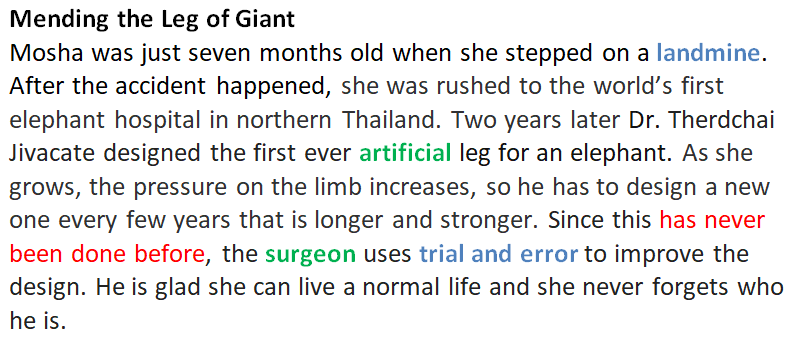 Mending the Leg of Giant
Mosha was just seven months old when she stepped on a landmine.
After the accident happened, she was rushed to the world’s first
elephant hospital in northern Thailand. Two years later Dr. Therdchai
Jivacate designed the first ever artificial leg for an elephant. As she
grows, the pressure on the limb increases, so he has to design a new
one every few years that is longer and stronger. Since this has never
been done before, the surgeon uses trial and error to improve the
design. He is glad she can live a normal life and she never forgets who
he is.